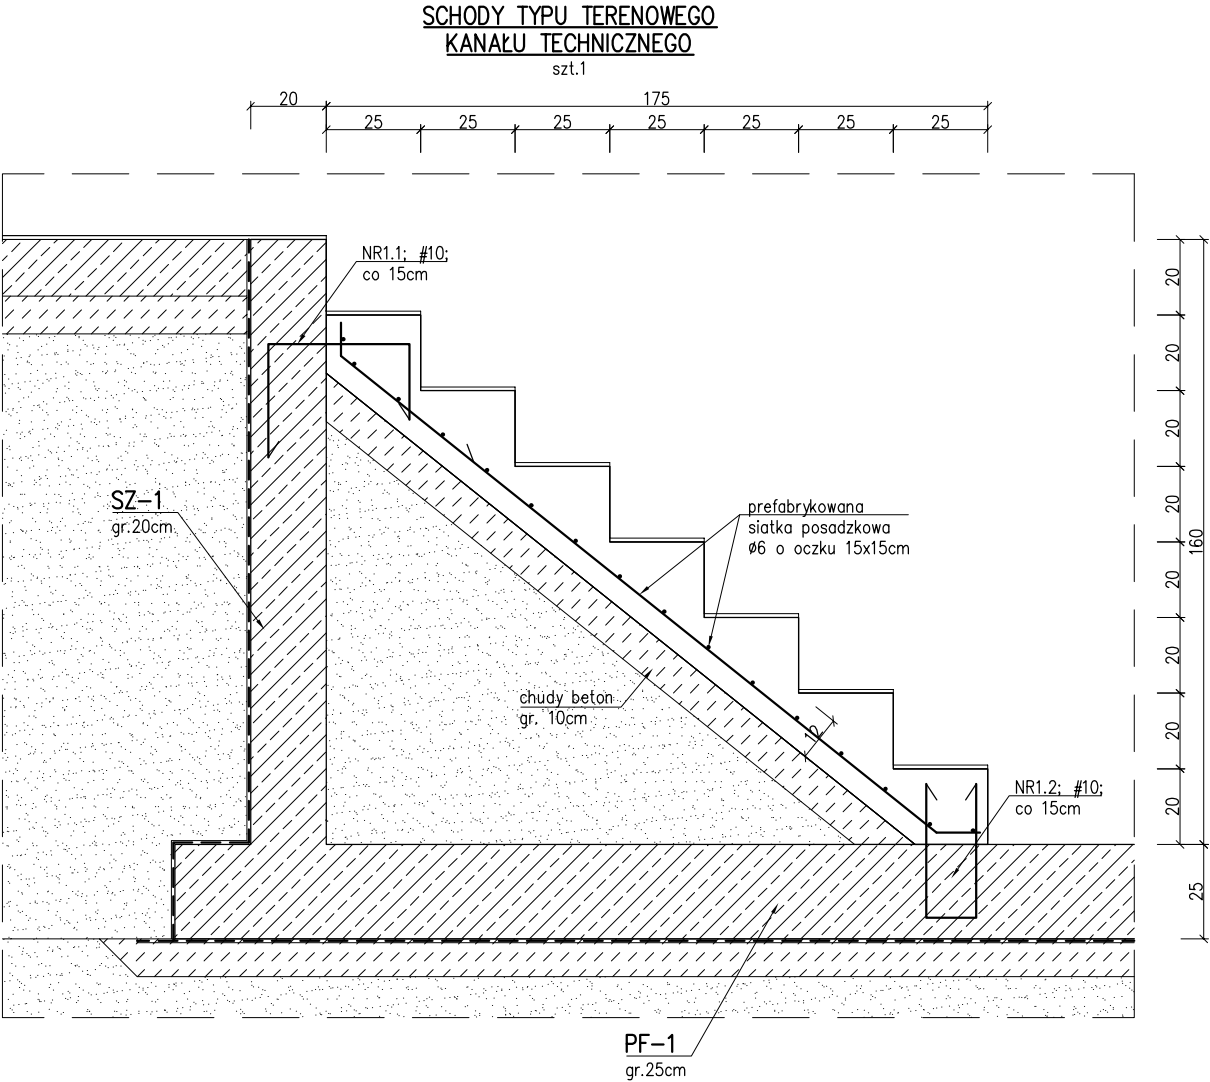 SCHODY TYPU TERENOWEGO
KANAŁU TECHNICZNEGO
szt.1
20 175
25 25 25 25 25 25 25
NR1.1; #10;
co 15cm
SZ-1
gr.20cm
prefabrykowana
siatka posadzkowa
ø6 o oczku 15x15cm
chudy beton
gr. 10cm
12
NR1.2; #10;
co 15cm
20
20
20
20
20
20
20
20
160
25
PF-1
gr.25cm